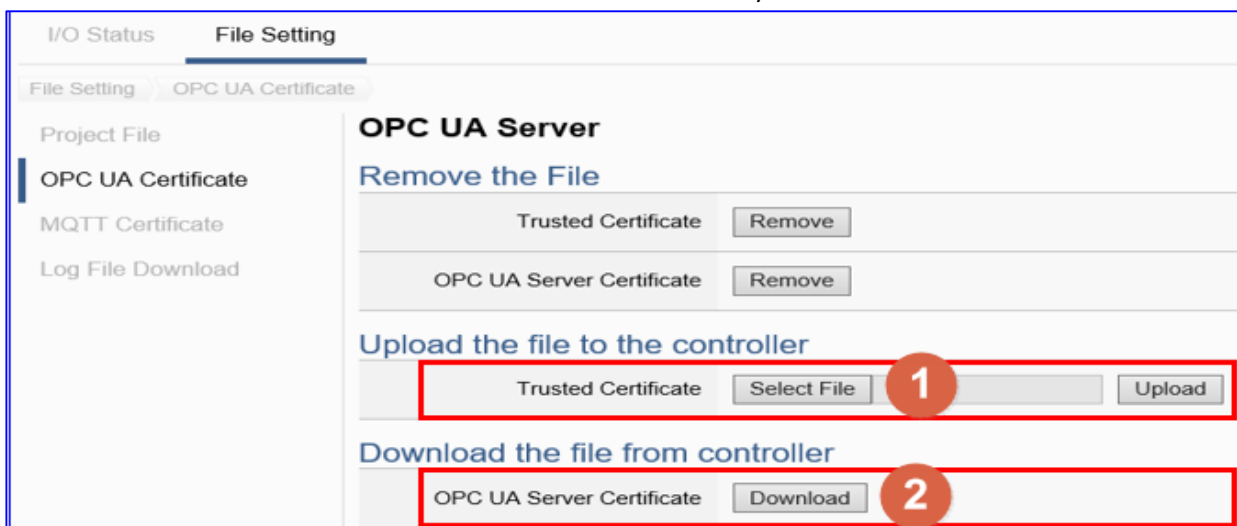 I/O Status File Setting
File Setting OPC UA Certificate
Project File
OPC UA Certificate
MQTT Certificate
Log File Download
OPC UA Server
Remove the File
Trusted Certificate Remove
OPC UA Server Certificate Remove
Upload the file to the controller
Trusted Certificate Select File 1 Upload
Download the file from controller
OPC UA Server Certificate Download 2